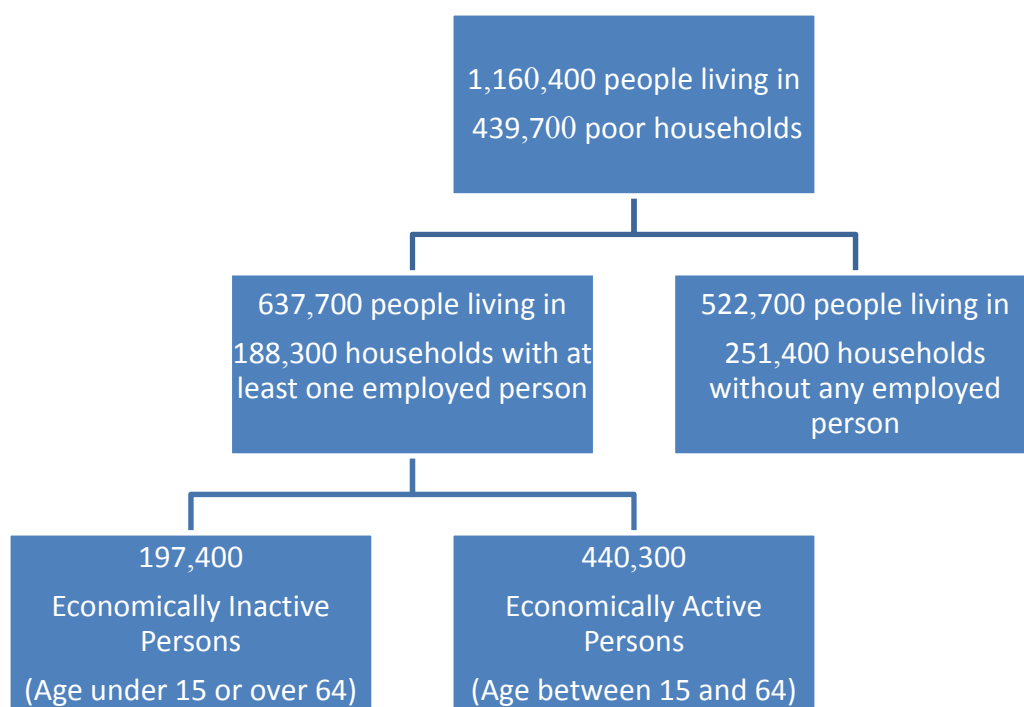 1,160,400 people living in
439,700 poor households
637,700 people living in
188,300 households with at
least one employed person
522,700 people living in
251,400 households
without any employed
person
197,400
Economically Inactive
Persons
(Age under 15 or over 64)
440,300
Economically Active
Persons
(Age between 15 and 64)